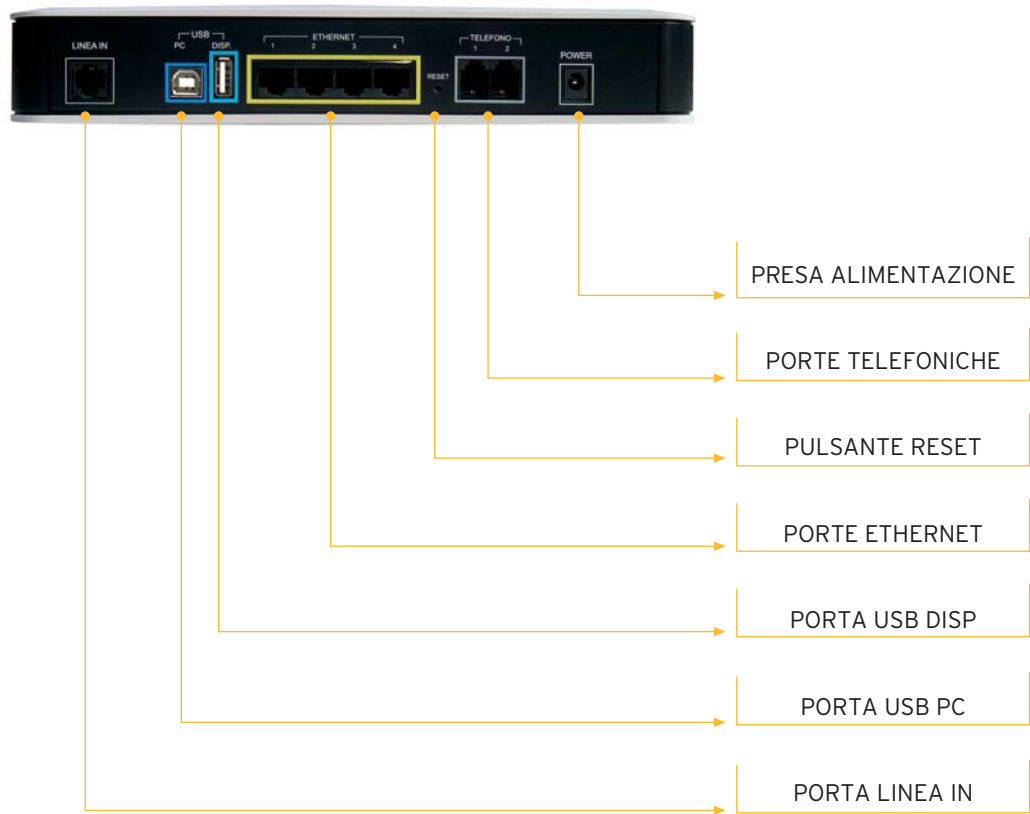 LINEA IN
USB
PC DISP.
ETHERNET
1 2 3 4
RESET
TELEFONO
1 2
POWER
PRESA ALIMENTAZIONE
PORTE TELEFONICHE
PULSANTE RESET
PORTE ETHERNET
PORTA USB DISP
PORTA USB PC
PORTA LINEA IN